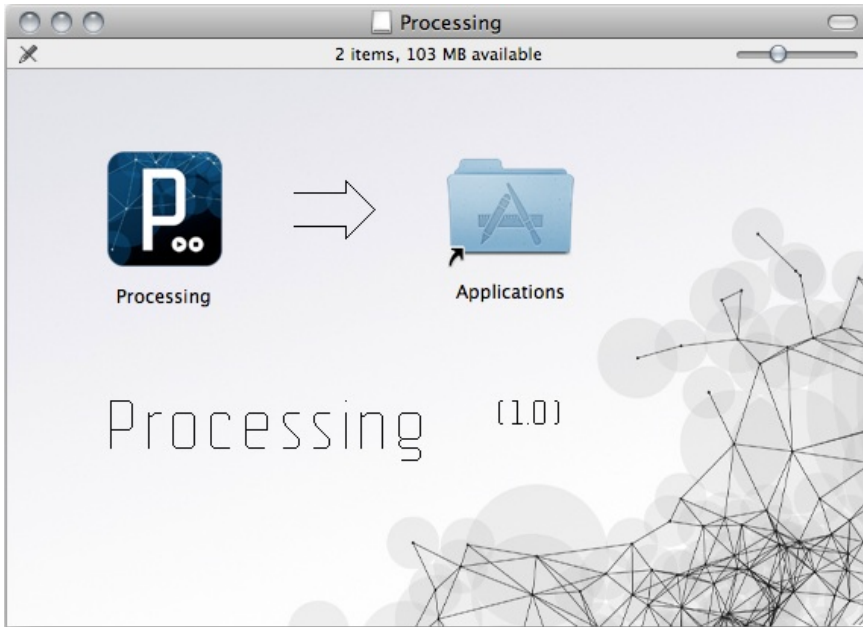 Processing
2 items, 103 MB available
P
Processing
Applications
Processing (1.0)